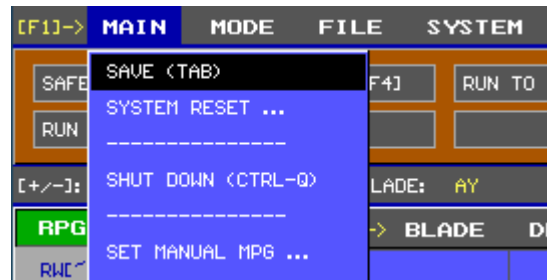 [F1]-> MAIN MODE FILE SYSTEM
SAVE (TAB)
SAFE F4] RUN TO
SYSTEM RESET ...
RUN
---------------
[+/-]: SHUT DOWN (CTRL-Q) LADE: AY
---------------
RPG -> BLADE
SET MANUAL MPG ...